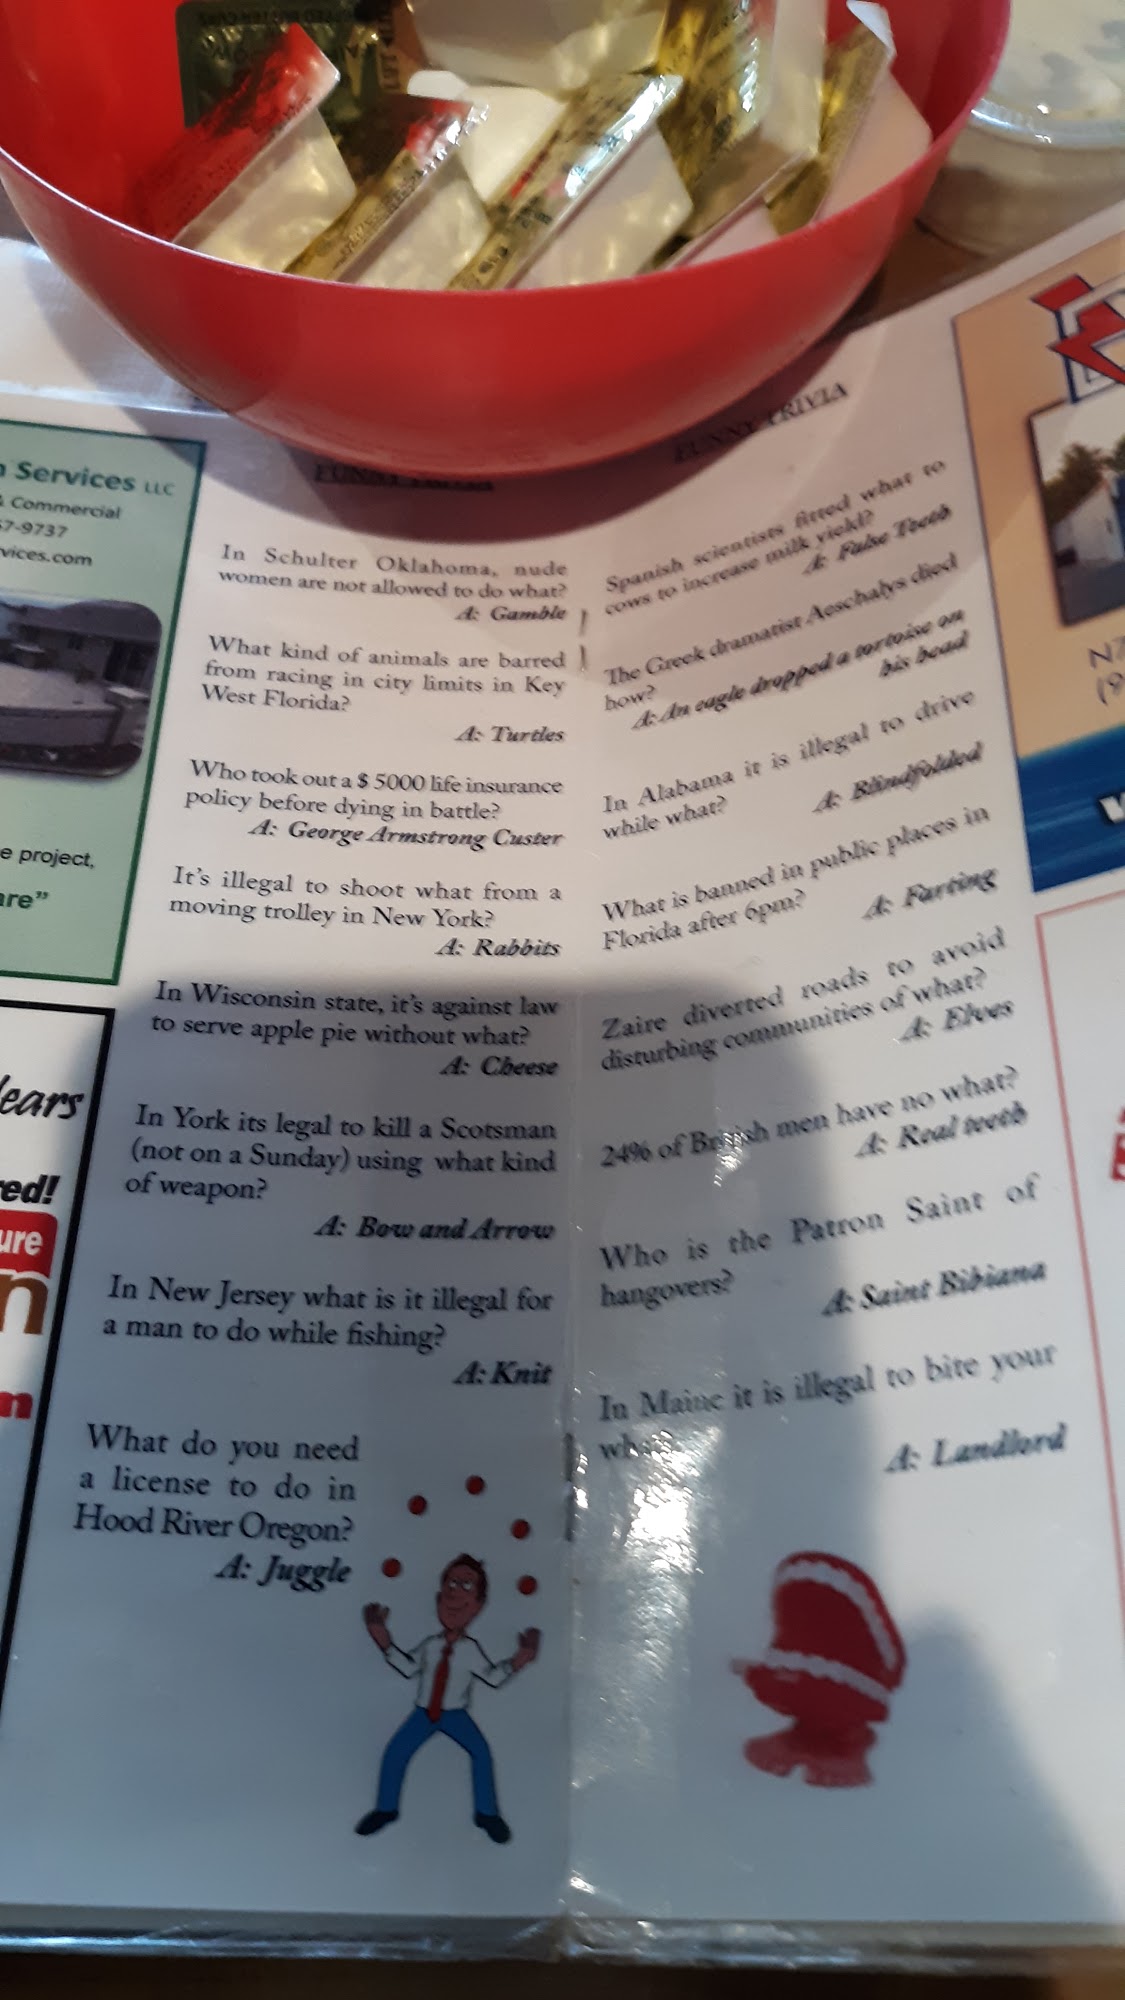 Services LLC
& Commercial
57-9737
vices.com
e project,
are"
ears
red!
ure
n
m
FUNNY TRIVIA
In Schulter Oklahoma, nude
women are not allowed to do what?
A: Gamble
What kind of animals are barred
from racing in city limits in Key
West Florida?
A: Turtles
Who took out a $ 5000 life insurance
policy before dying in battle?
A: George Armstrong Custer
It's illegal to shoot what from a
moving trolley in New York?
A: Rabbits
In Wisconsin state, it's against law
to serve apple pie without what?
A: Cheese
In York its legal to kill a Scotsman
(not on a Sunday) using what kind
of weapon?
A: Bow and Arrow
In New Jersey what is it illegal for
a man to do while fishing?
A: Knit
What do you need
a license to do in
Hood River Oregon?
A: Juggle
FUNNY TRIVIA
Spanish scientists fitted what to
cows to increase milk yield?
A: False Teeth
The Greek dramatist Aeschalys died
how?
A: An eagle dropped a tortoise on
his head
In Alabama it is illegal to drive
while what?
A: Blindfolded
What is banned in public places in
Florida after 6pm?
A: Farting
Zaire diverted roads to avoid
disturbing communities of what?
A: Elves
24% of British men have no what?
A: Real teeth
Who is the Patron Saint of
hangovers?
A: Saint Bibiana
In Maine it is illegal to bite your
A: Landlord
N7
(9